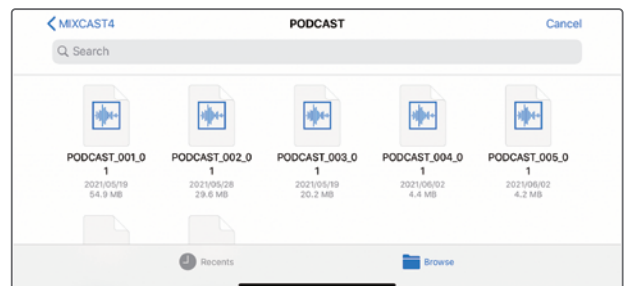 MIXCAST4 PODCAST Cancel
Search
PODCAST_001_0 PODCAST_002_0 PODCAST_003_0 PODCAST_004_0 PODCAST_005_0
1 1 1 1 1
2021/05/19 2021/05/28 2021/05/19 2021/06/02 2021/06/02
54.9 MB 29.6 MB 20.2 MB 4.4 MB 4.2 MB
Recents Browse